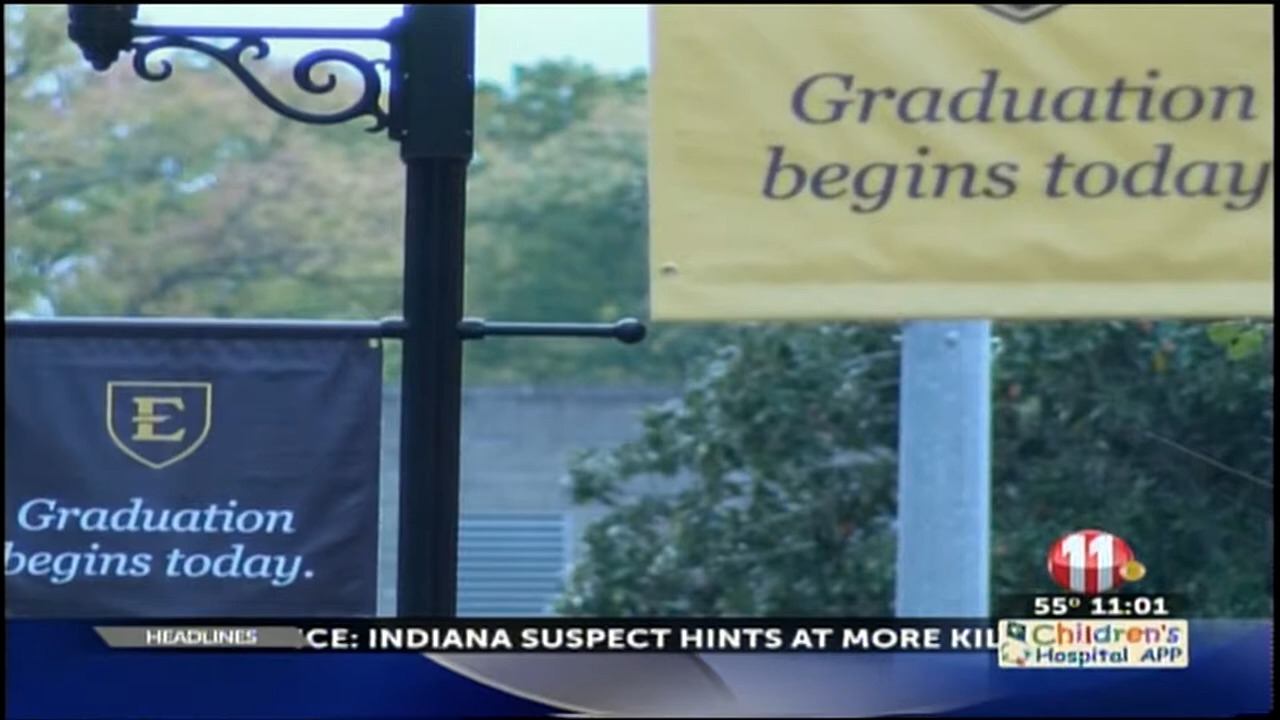 Graduation
begins today
E
Graduation
begins today.
11
55° 11:01
HEADLINES
CE: INDIANA SUSPECT HINTS AT MORE KIL
Children's
Hospital APP